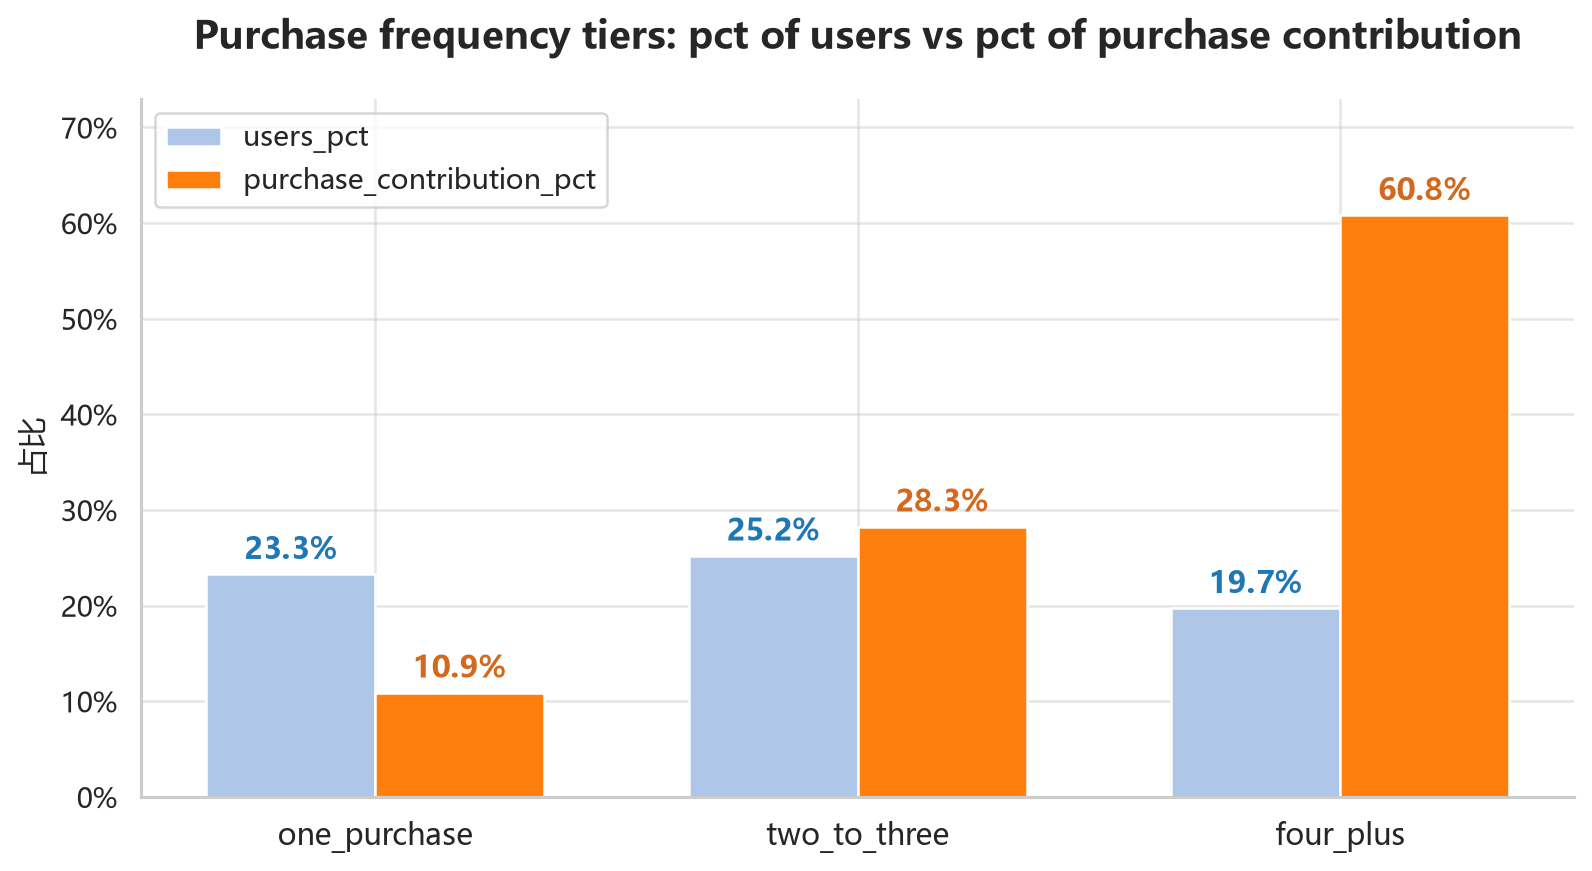 Purchase frequency tiers: pct of users vs pct of purchase contribution
users_pct
purchase_contribution_pct
占比
70%
60%
50%
40%
30%
20%
10%
0%
23.3%
10.9%
25.2%
28.3%
19.7%
60.8%
one_purchase
two_to_three
four_plus